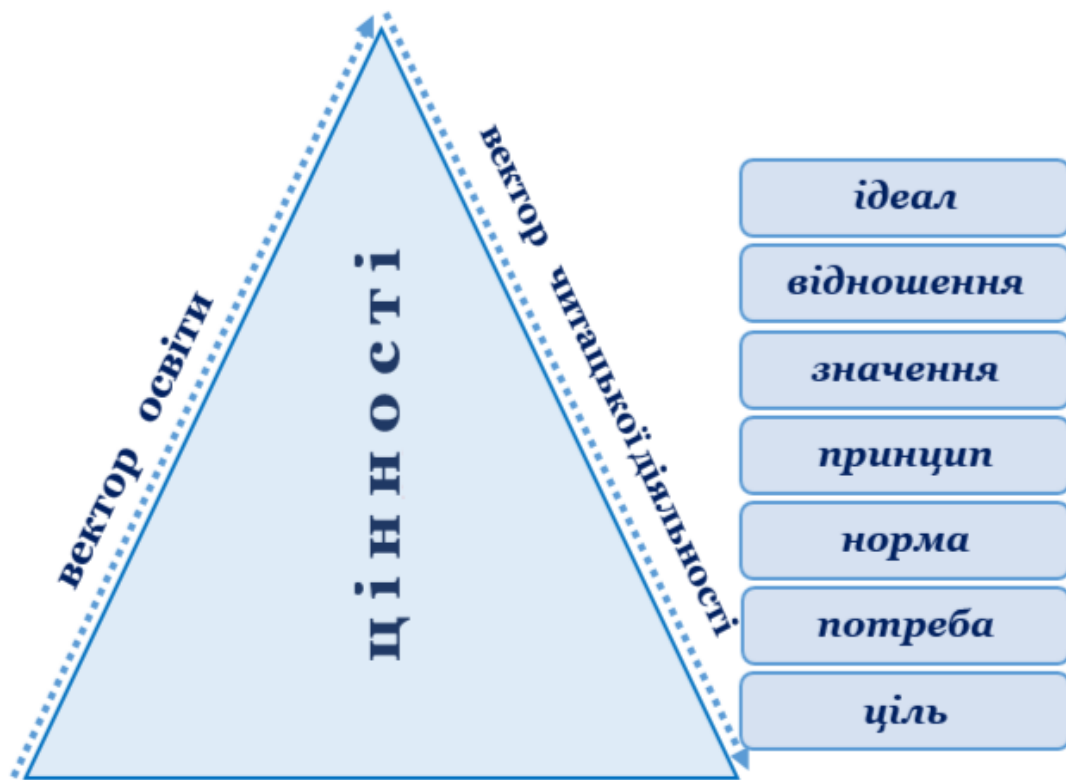 вектор освіти
цінності
вектор читацької діяльності
ідеал
відношення
значення
принцип
норма
потреба
ціль